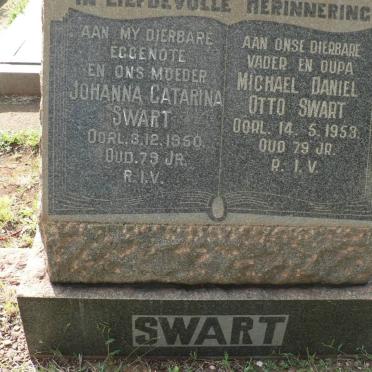 IN LIEFDEVOLLE HERINNERING
AAN MY DIERBARE
EGGENOTE
EN ONS MOEDER
JOHANNA CATARINA
SWART
OORL. 3.12.1950.
OUD. 79 JR.
R.I.V.
AAN ONSE DIERBARE
VADER EN OUPA
MICHAEL DANIEL
OTTO SWART
OORL. 14.5.1953.
OUD 79 JR.
R.I.V.
SWART